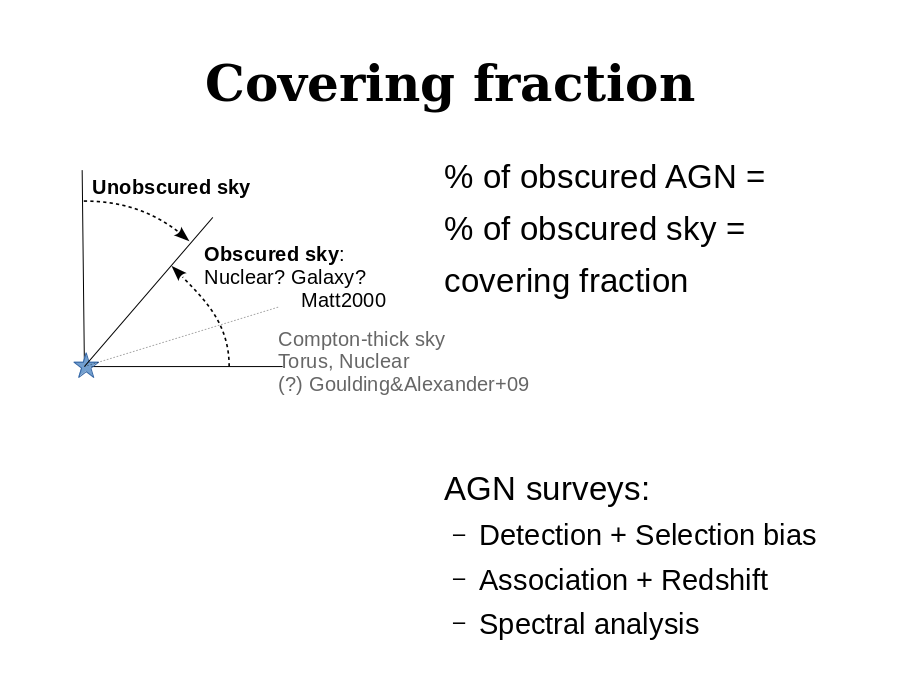 Covering fraction
Unobscured sky
Obscured sky:
Nuclear? Galaxy?
Matt2000
Compton-thick sky
Torus, Nuclear
(?) Goulding&Alexander+09
% of obscured AGN =
% of obscured sky =
covering fraction
AGN surveys:
– Detection + Selection bias
– Association + Redshift
– Spectral analysis